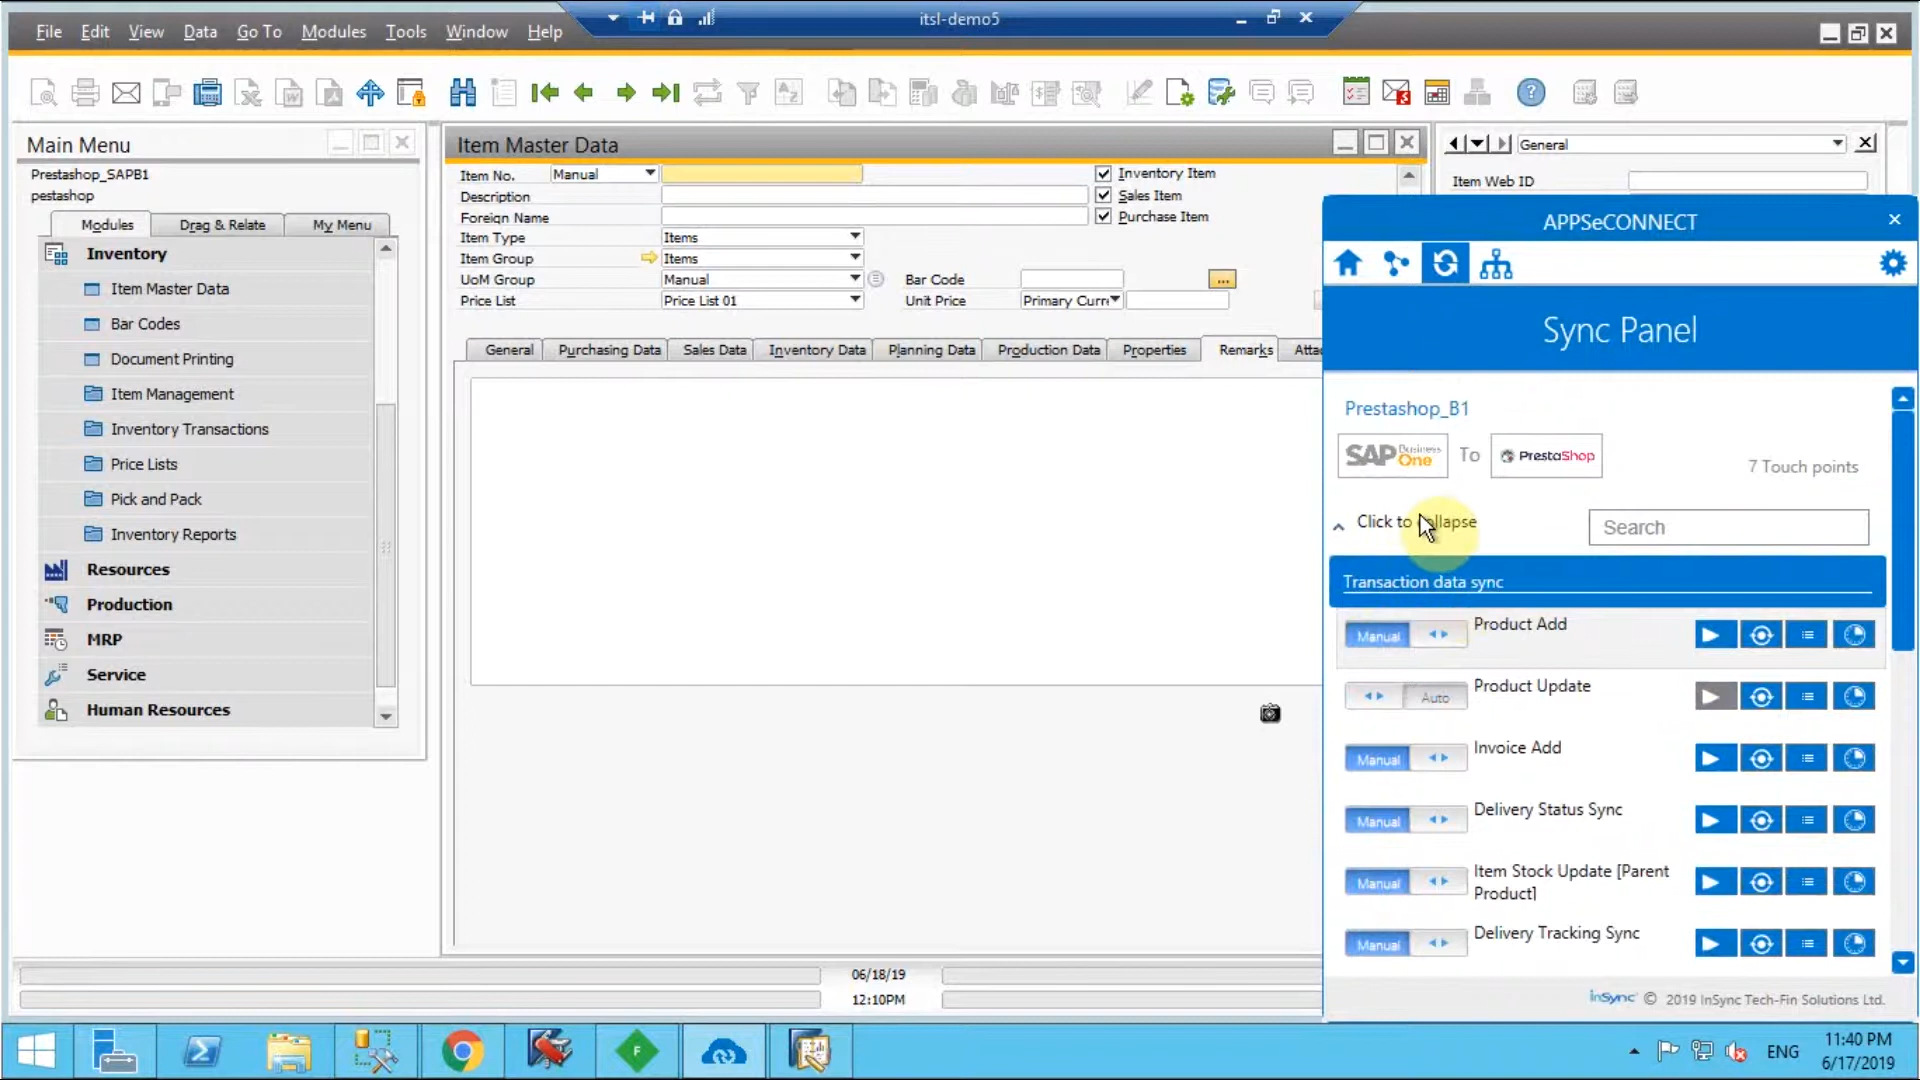 itsl-demo5
File Edit View Data Go To Modules Tools Window Help
Main Menu
Prestashop_SAPB1
pestashop
Modules Drag & Relate My Menu
Inventory
Item Master Data
Bar Codes
Document Printing
Item Management
Inventory Transactions
Price Lists
Pick and Pack
Inventory Reports
Resources
Production
MRP
Service
Human Resources
Item Master Data
Item No. Manual
Description
Foreign Name
Item Type Items
Item Group Items
UoM Group Manual Bar Code ...
Price List Price List 01 Unit Price Primary Curr
Inventory Item
Sales Item
Purchase Item
General Purchasing Data Sales Data Inventory Data Planning Data Production Data Properties Remarks Attac
General
Item Web ID
APPSeCONNECT
Sync Panel
Prestashop_B1
SAP Business One To PrestaShop
7 Touch points
Click to collapse Search
Transaction data sync
Manual Product Add
Auto Product Update
Manual Invoice Add
Manual Delivery Status Sync
Manual Item Stock Update [Parent
Product]
Manual Delivery Tracking Sync
InSync © 2019 InSync Tech-Fin Solutions Ltd.
06/18/19
12:10PM
ENG
11:40 PM
6/17/2019